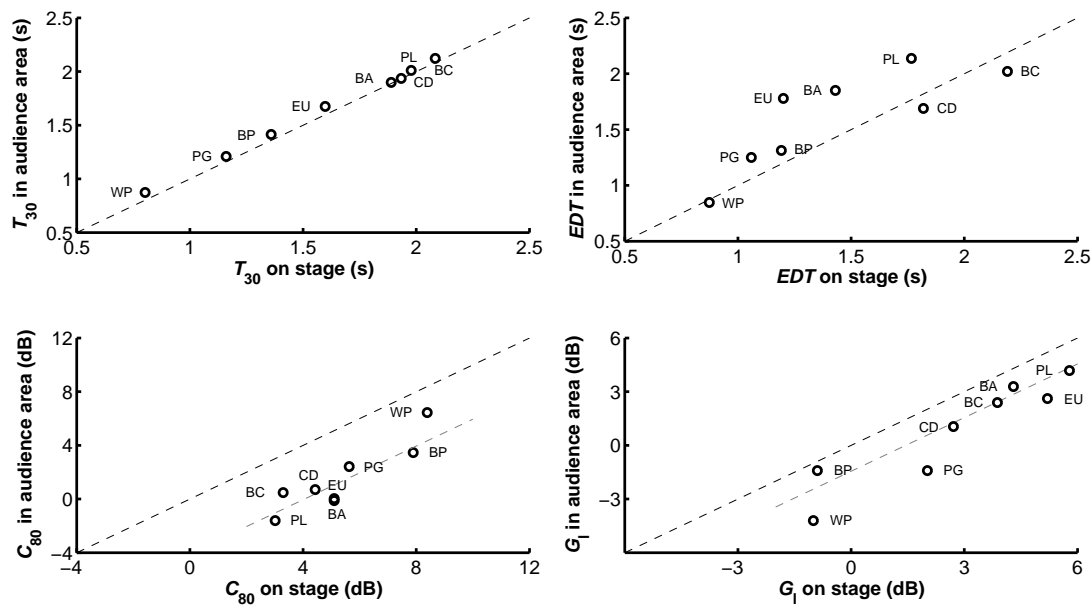 2.5
2
1.5
1
0.5
0.5 1 1.5 2 2.5
T30 in audience area (s)
T30 on stage (s)
PL
BC
BA
CD
EU
BP
PG
WP
2.5
2
1.5
1
0.5
0.5 1 1.5 2 2.5
EDT in audience area (s)
EDT on stage (s)
PL
BC
BA
EU
CD
BP
PG
WP
12
8
4
0
−4
−4 0 4 8 12
C80 in audience area (dB)
C80 on stage (dB)
WP
BP
PG
CD
EU
BC
BA
PL
6
3
0
−3
−3 0 3 6
Gl in audience area (dB)
Gl on stage (dB)
PL
BA
EU
BC
CD
BP
PG
WP